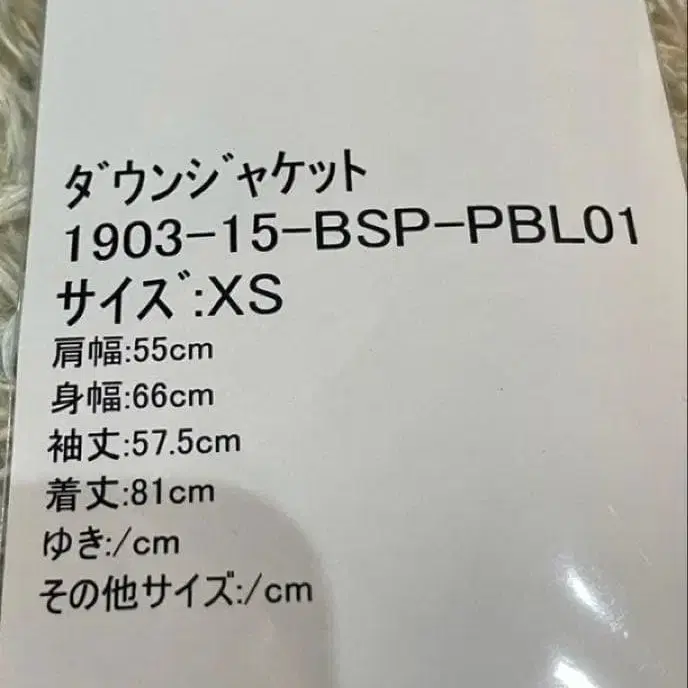 ﾀﾞｳﾝｼﾞｬｹｯﾄ
1903-15-BSP-PBL01
ｻｲｽﾞ:XS
肩幅:55cm
身幅:66cm
袖丈:57.5cm
着丈:81cm
ゆき:/cm
その他サイズ:/cm